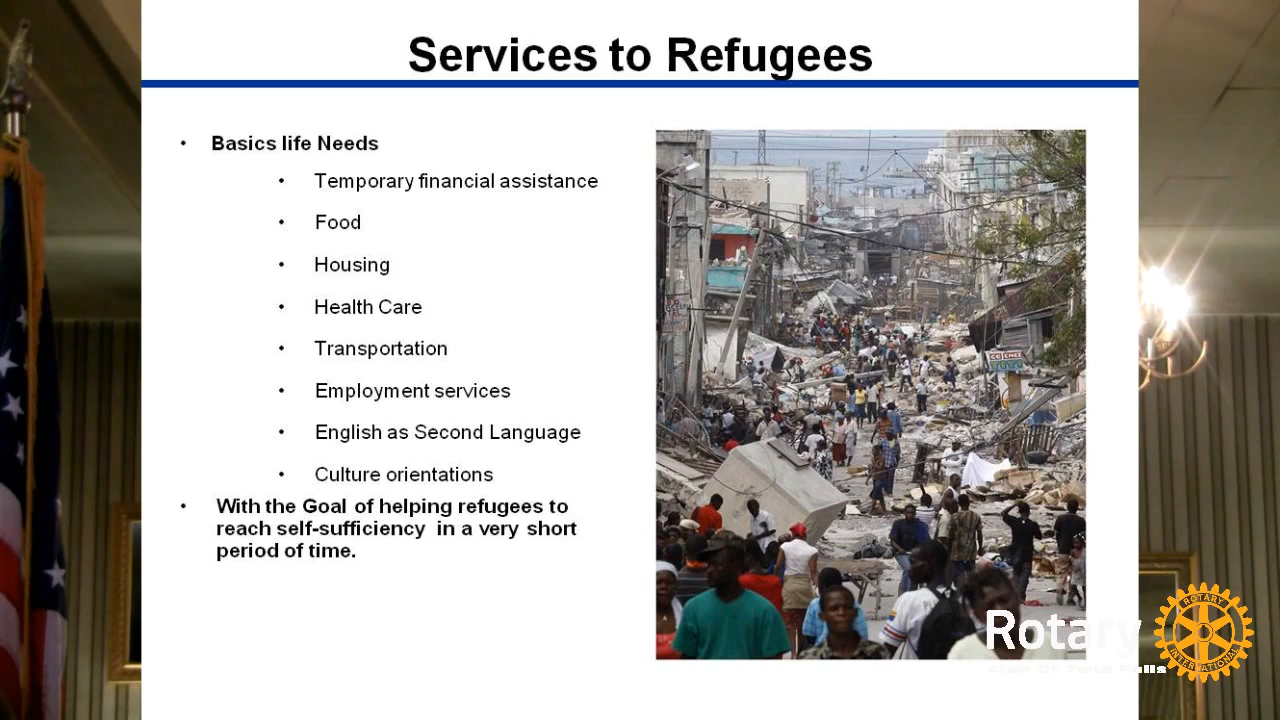 Services to Refugees
• Basics life Needs
• Temporary financial assistance
• Food
• Housing
• Health Care
• Transportation
• Employment services
• English as Second Language
• Culture orientations
• With the Goal of helping refugees to
reach self-sufficiency in a very short
period of time.
Rotary
ROTARY
INTERNATIONAL